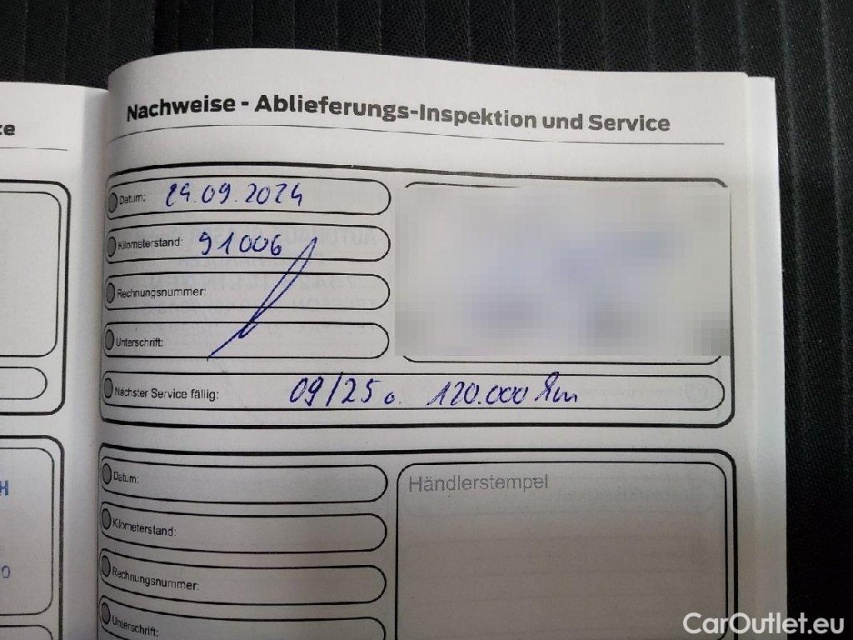 ce
Nachweise - Ablieferungs-Inspektion und Service
Datum: 24.09.2024
Kilometerstand: 91006
Rechnungsnummer:
Unterschrift:
Nächster Service fällig: 09/25 o. 120.000 km
Datum:
Händlerstempel
Kilometerstand:
Rechnungsnummer:
Unterschrift:
H
O
CarOutlet.eu